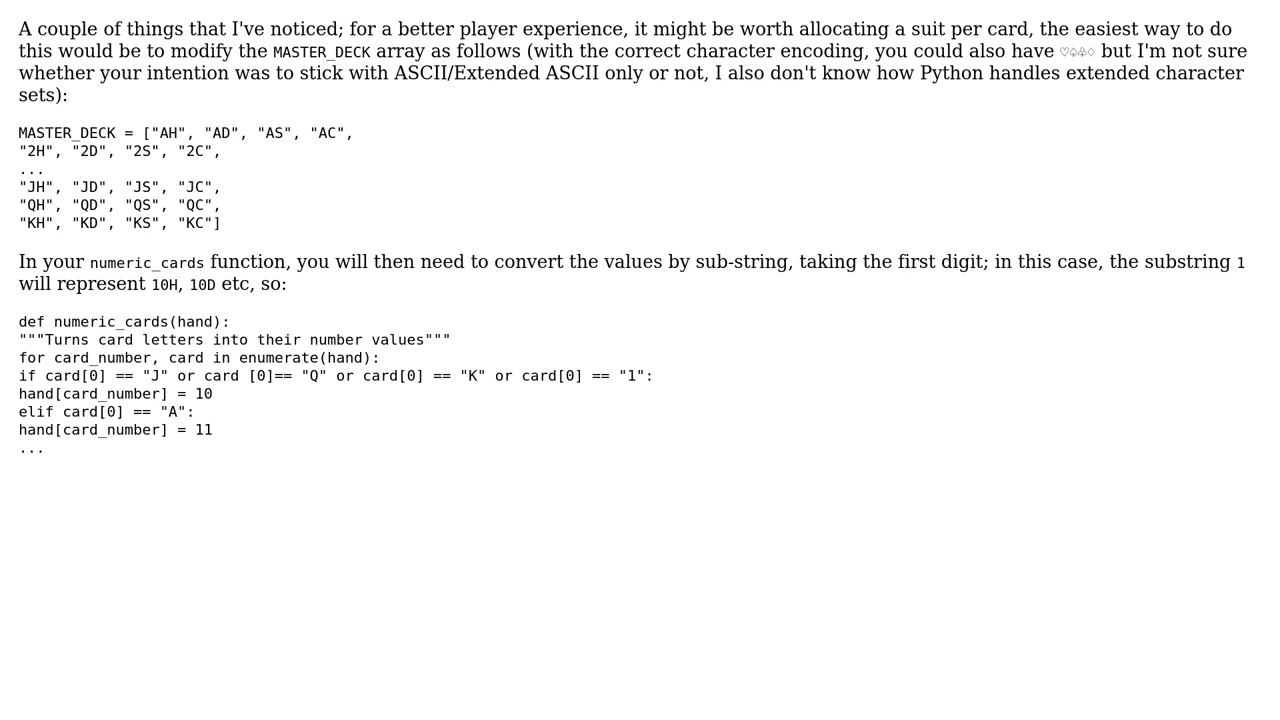 A couple of things that I've noticed; for a better player experience, it might be worth allocating a suit per card, the easiest way to do
this would be to modify the MASTER_DECK array as follows (with the correct character encoding, you could also have ♡♤♧♢ but I'm not sure
whether your intention was to stick with ASCII/Extended ASCII only or not, I also don't know how Python handles extended character
sets):
MASTER_DECK = ["AH", "AD", "AS", "AC",
"2H", "2D", "2S", "2C",
...
"JH", "JD", "JS", "JC",
"QH", "QD", "QS", "QC",
"KH", "KD", "KS", "KC"]
In your numeric_cards function, you will then need to convert the values by sub-string, taking the first digit; in this case, the substring 1
will represent 10H, 10D etc, so:
def numeric_cards(hand):
"""Turns card letters into their number values"""
for card_number, card in enumerate(hand):
if card[0] == "J" or card [0]== "Q" or card[0] == "K" or card[0] == "1":
hand[card_number] = 10
elif card[0] == "A":
hand[card_number] = 11
...